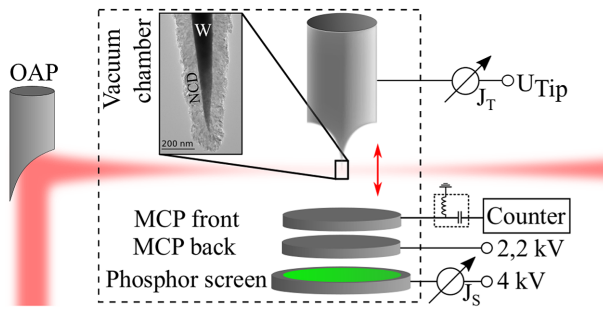 OAP
Vacuum
chamber
W
NCD
200 nm
J_T
U_Tip
MCP front
MCP back
Phosphor screen
Counter
2,2 kV
4 kV
J_S